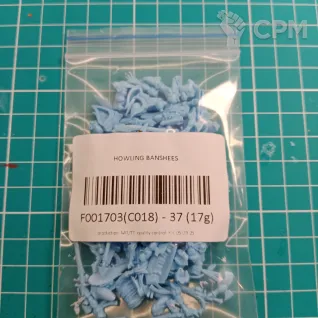 CPM
HOWLING BANSHEES
F001703(C018) - 37 (17g)